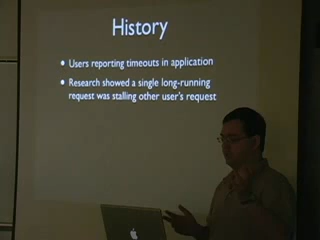 History
• Users reporting timeouts in application
• Research showed a single long-running
request was stalling other user's request